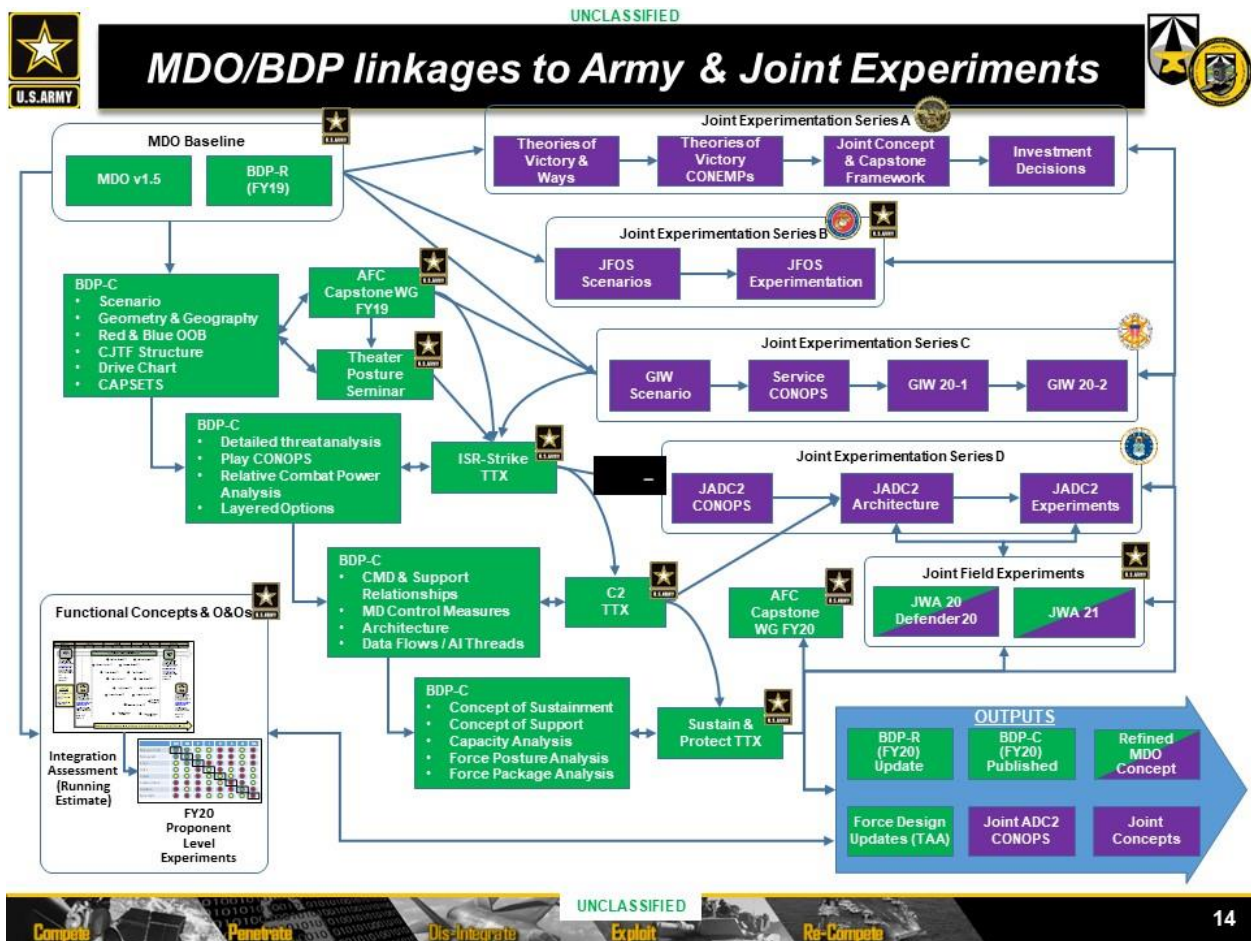 UNCLASSIFIED
MDO/BDP linkages to Army & Joint Experiments
U.S.ARMY
MDO Baseline
MDO v1.5
BDP-R
(FY19)
Joint Experimentation Series A
Theories of
Victory &
Ways
Theories of
Victory
CONEMPs
Joint Concept
& Capstone
Framework
Investment
Decisions
Joint Experimentation Series B
JFOS
Scenarios
JFOS
Experimentation
BDP-C
• Scenario
• Geometry & Geography
• Red & Blue OOB
• CJTF Structure
• Drive Chart
• CAPSETS
AFC
Capstone WG
FY19
Theater
Posture
Seminar
Joint Experimentation Series C
GIW
Scenario
Service
CONOPS
GIW 20-1
GIW 20-2
BDP-C
• Detailed threat analysis
• Play CONOPS
• Relative Combat Power
Analysis
• Layered Options
ISR-Strike
TTX
Joint Experimentation Series D
JADC2
CONOPS
JADC2
Architecture
JADC2
Experiments
BDP-C
• CMD & Support
Relationships
• MD Control Measures
• Architecture
• Data Flows / AI Threads
C2
TTX
AFC
Capstone
WG FY20
Joint Field Experiments
JWA 20
Defender 20
JWA 21
Functional Concepts & O&Os
Integration
Assessment
(Running
Estimate)
FY20
Proponent
Level
Experiments
BDP-C
• Concept of Sustainment
• Concept of Support
• Capacity Analysis
• Force Posture Analysis
• Force Package Analysis
Sustain &
Protect TTX
OUTPUTS
BDP-R
(FY20)
Update
BDP-C
(FY20)
Published
Refined
MDO
Concept
Force Design
Updates (TAA)
Joint ADC2
CONOPS
Joint
Concepts
UNCLASSIFIED
Compete
Penetrate
Dis-Integrate
Exploit
Re-Compete
14